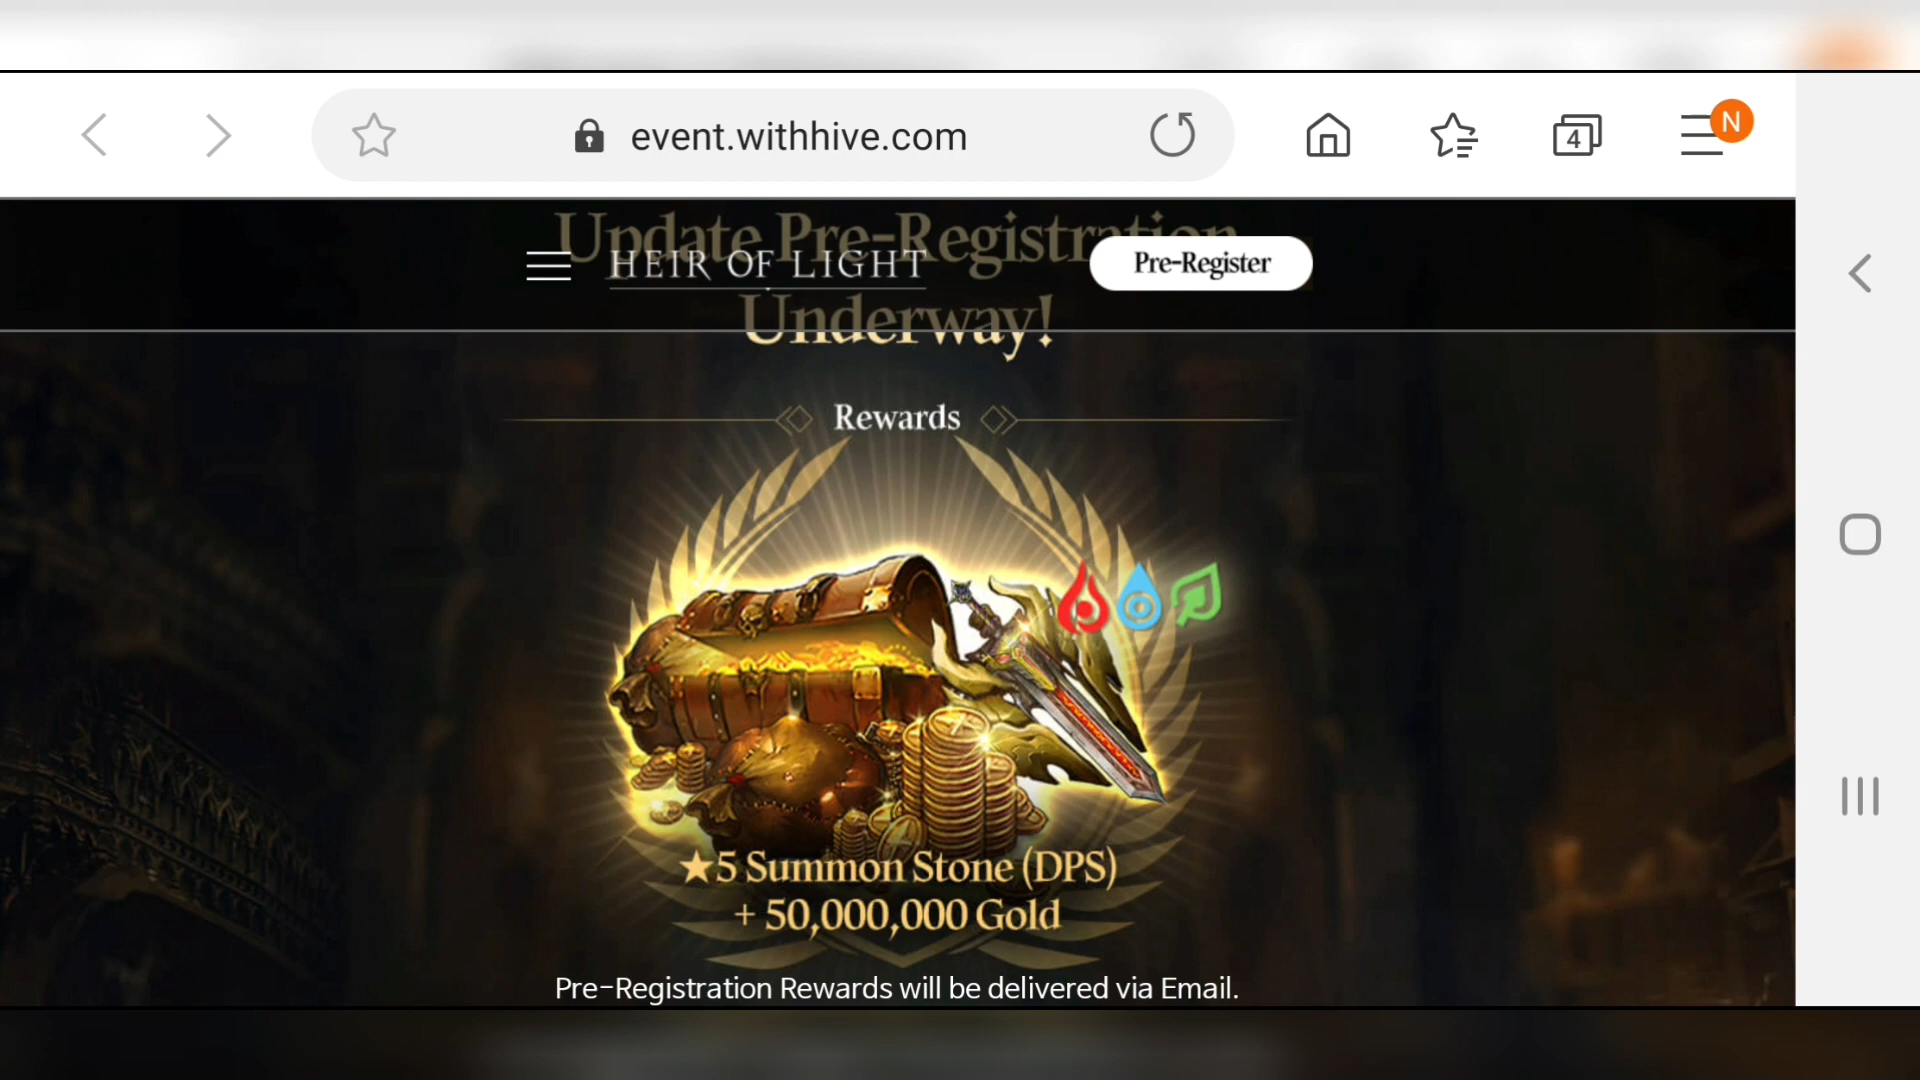 event.withhive.com
4
N
Update Pre-Registration
HEIR OF LIGHT
Pre-Register
Underway!
Rewards
★5 Summon Stone (DPS)
+ 50,000,000 Gold
Pre-Registration Rewards will be delivered via Email.